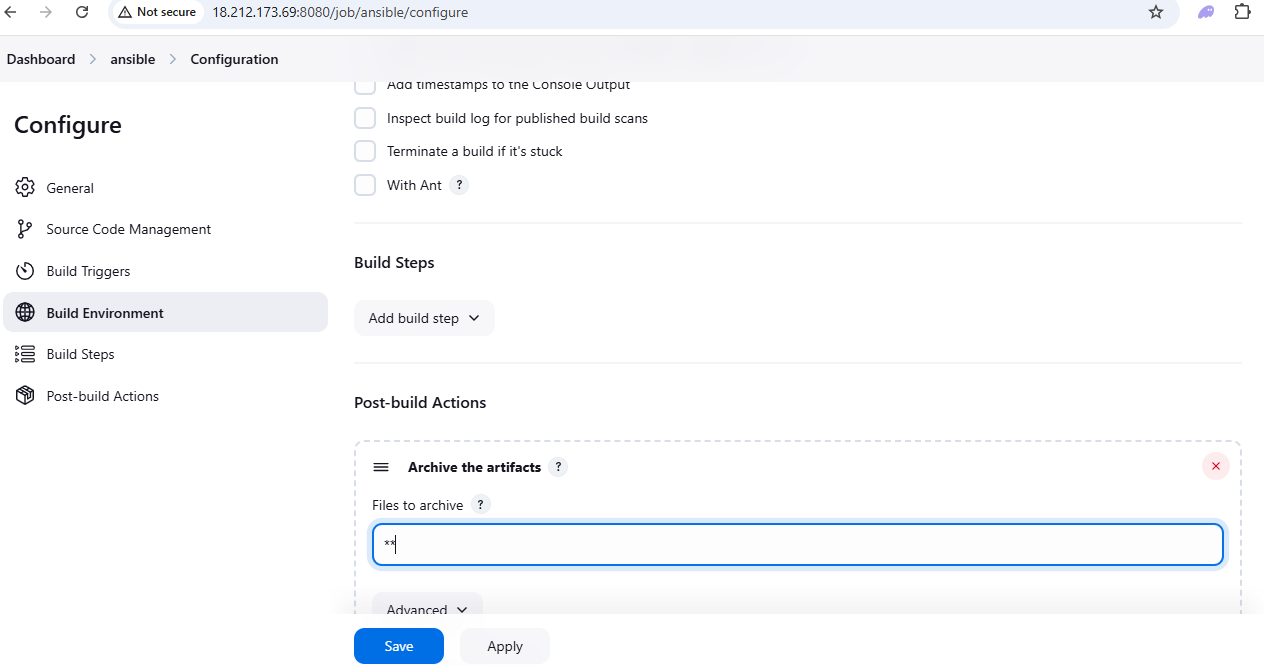 Not secure 18.212.173.69:8080/job/ansible/configure
Dashboard > ansible > Configuration
Configure
General
Source Code Management
Build Triggers
Build Environment
Build Steps
Post-build Actions
Add timestamps to the Console Output
Inspect build log for published build scans
Terminate a build if it's stuck
With Ant ?
Build Steps
Add build step
Post-build Actions
Archive the artifacts ?
Files to archive ?
**
Advanced
Save Apply